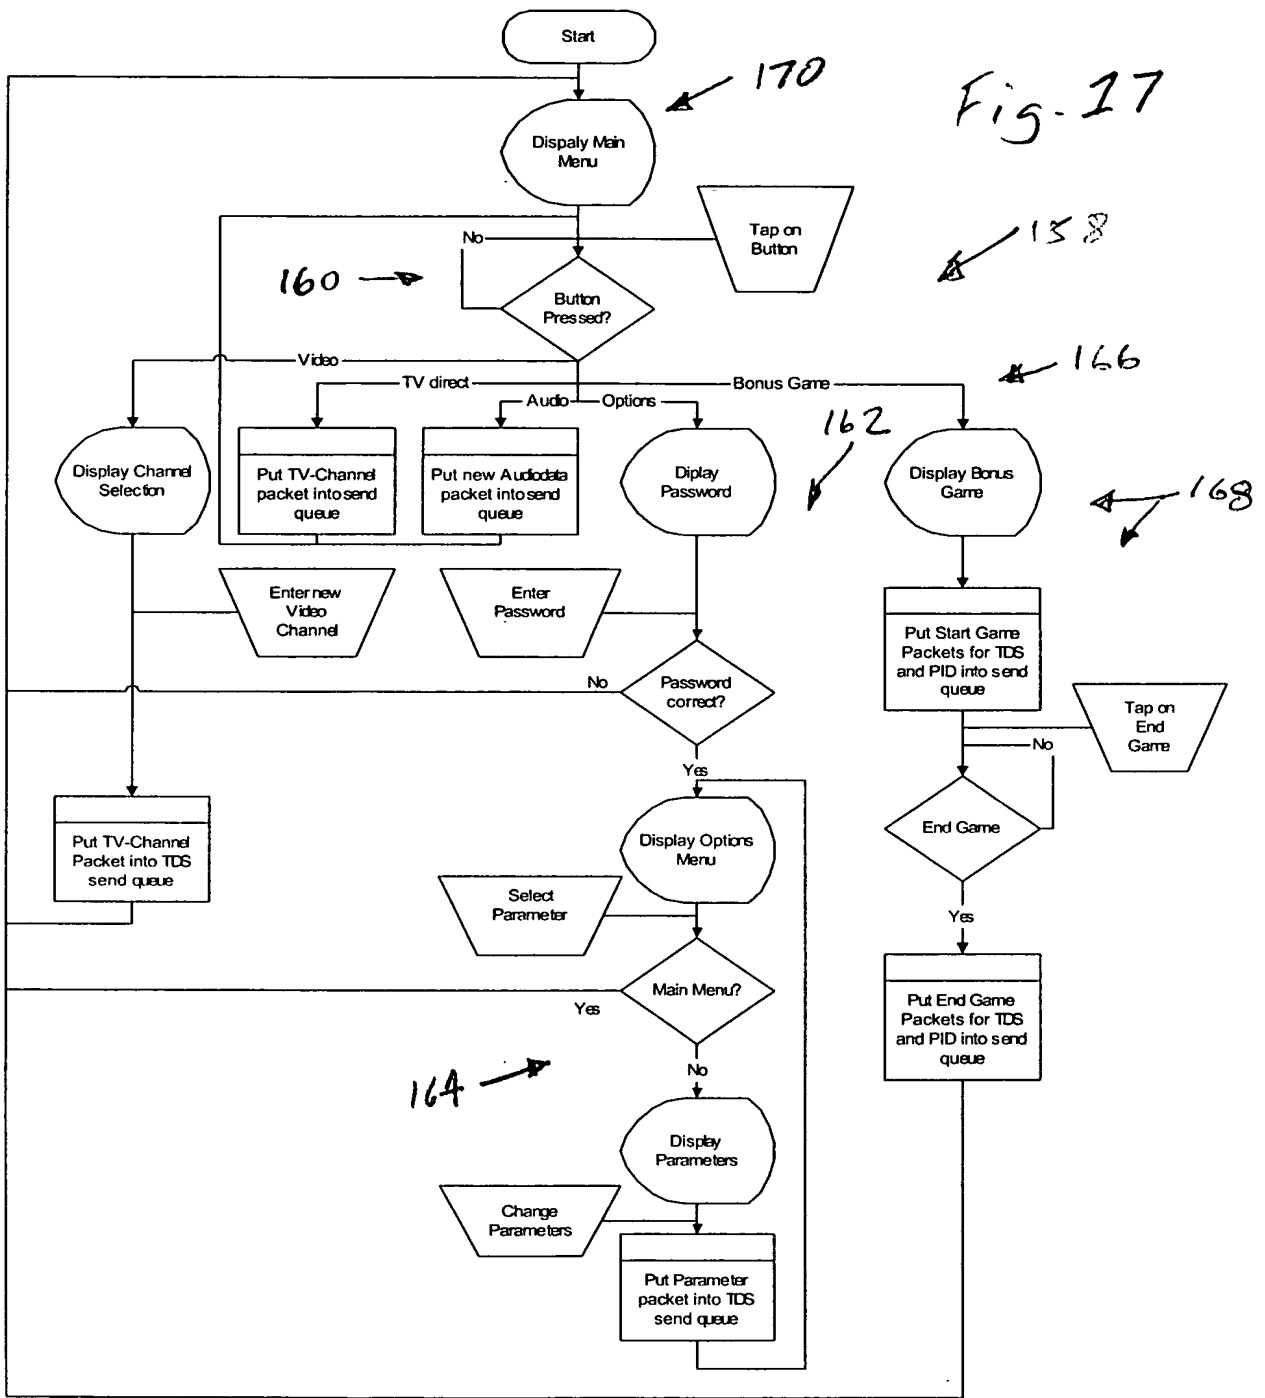 Start
170
Fig. 17
Dispaly Main
Menu
Tap on
Button
158
No
160
Button
Pressed?
Video
166
TV direct
Bonus Game
Audio
Options
162
Display Channel
Selection
Put TV-Channel
packet into send
queue
Put new Audiodata
packet into send
queue
Diplay
Password
Display Bonus
Game
168
Enter new
Video
Channel
Enter
Password
Put Start Game
Packets for TDS
and PID into send
queue
No
Password
correct?
Tap on
End
Game
No
Yes
Put TV-Channel
Packet into TDS
send queue
Display Options
Menu
End Game
Select
Parameter
Yes
Main Menu?
Yes
Put End Game
Packets for TDS
and PID into send
queue
164
No
Display
Parameters
Change
Parameters
Put Parameter
packet into TDS
send queue